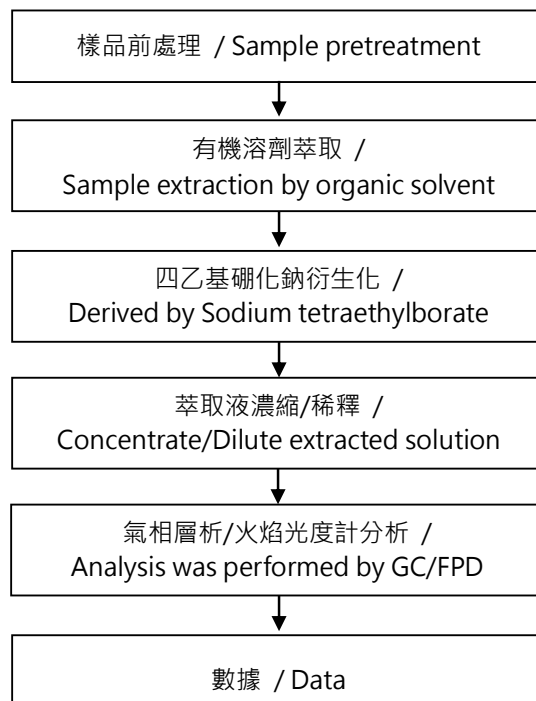 樣品前處理 / Sample pretreatment
有機溶劑萃取 /
Sample extraction by organic solvent
四乙基硼化鈉衍生化 /
Derived by Sodium tetraethylborate
萃取液濃縮/稀釋 /
Concentrate/Dilute extracted solution
氣相層析/火焰光度計分析 /
Analysis was performed by GC/FPD
數據 / Data